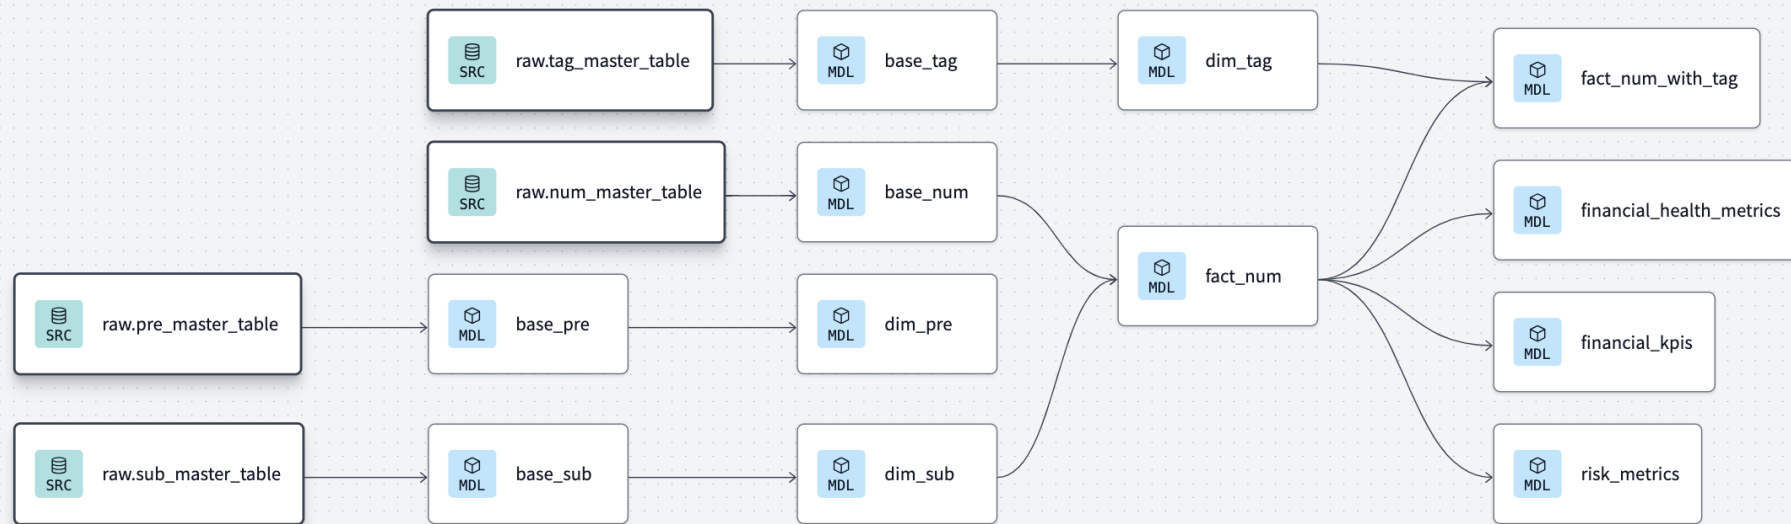 SRC
raw.tag_master_table
MDL
base_tag
MDL
dim_tag
MDL
fact_num_with_tag
SRC
raw.num_master_table
MDL
base_num
MDL
fact_num
MDL
financial_health_metrics
SRC
raw.pre_master_table
MDL
base_pre
MDL
dim_pre
MDL
financial_kpis
SRC
raw.sub_master_table
MDL
base_sub
MDL
dim_sub
MDL
risk_metrics